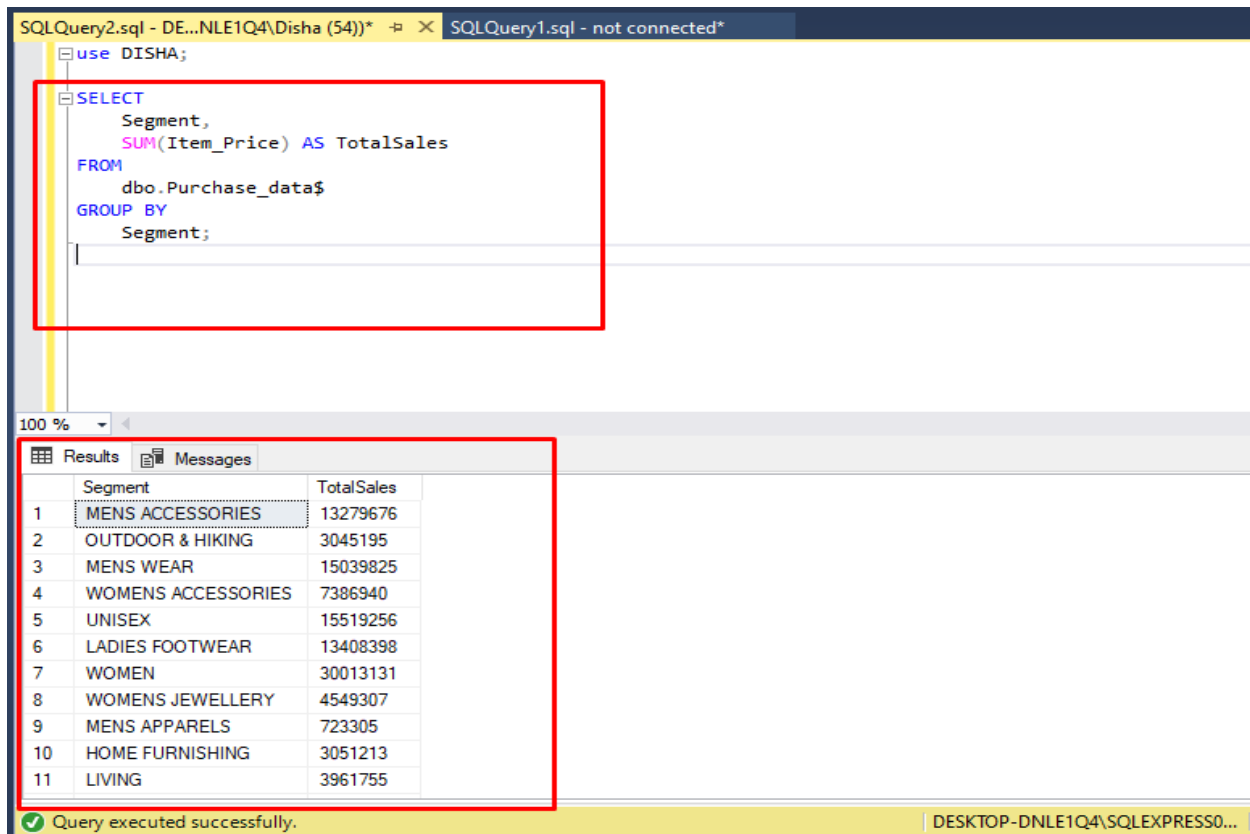 SQLQuery2.sql - DE...NLE1Q4\Disha (54))* SQLQuery1.sql - not connected*
use DISHA;
SELECT
Segment,
SUM(Item_Price) AS TotalSales
FROM
dbo.Purchase_data$
GROUP BY
Segment;
100 %
Results Messages
Segment TotalSales
1 MENS ACCESSORIES 13279676
2 OUTDOOR & HIKING 3045195
3 MENS WEAR 15039825
4 WOMENS ACCESSORIES 7386940
5 UNISEX 15519256
6 LADIES FOOTWEAR 13408398
7 WOMEN 30013131
8 WOMENS JEWELLERY 4549307
9 MENS APPARELS 723305
10 HOME FURNISHING 3051213
11 LIVING 3961755
Query executed successfully. DESKTOP-DNLE1Q4\SQLEXPRESS0...